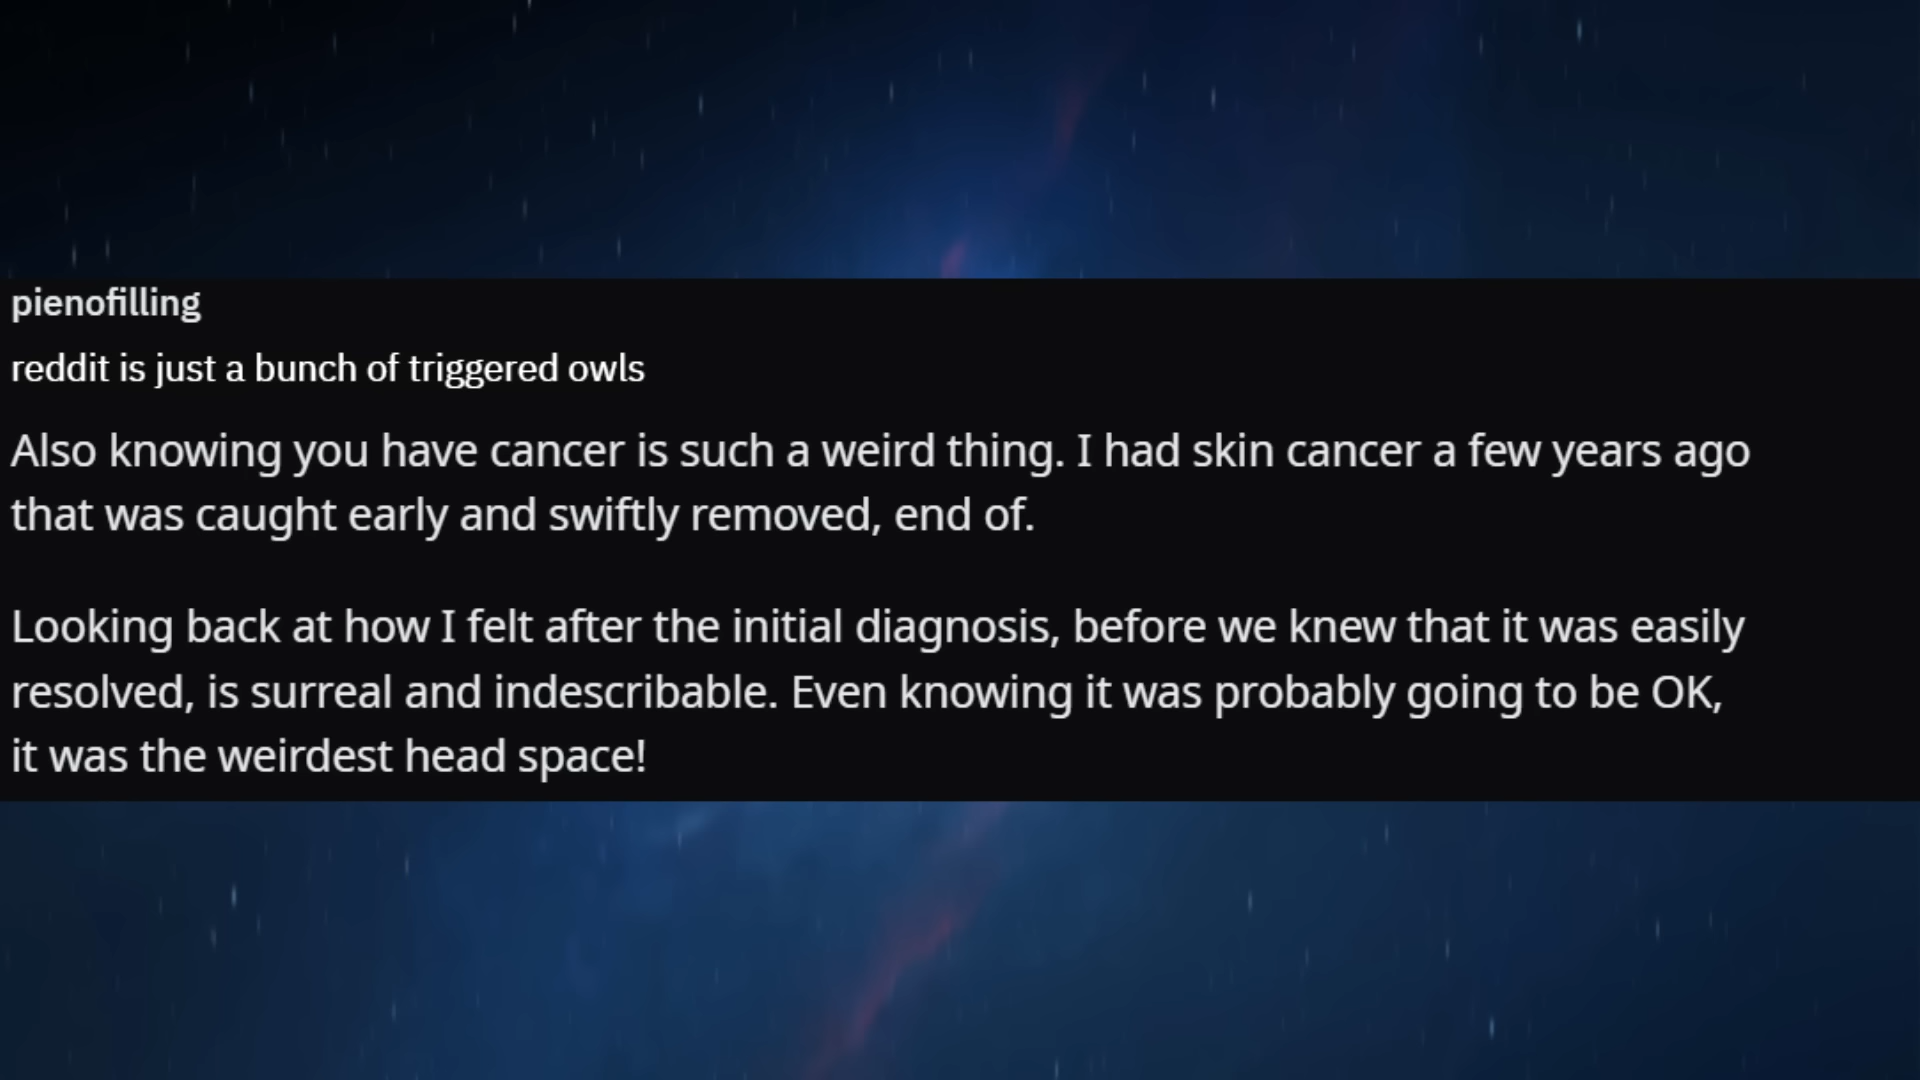 pienofilling
reddit is just a bunch of triggered owls
Also knowing you have cancer is such a weird thing. I had skin cancer a few years ago
that was caught early and swiftly removed, end of.
Looking back at how I felt after the initial diagnosis, before we knew that it was easily
resolved, is surreal and indescribable. Even knowing it was probably going to be OK,
it was the weirdest head space!